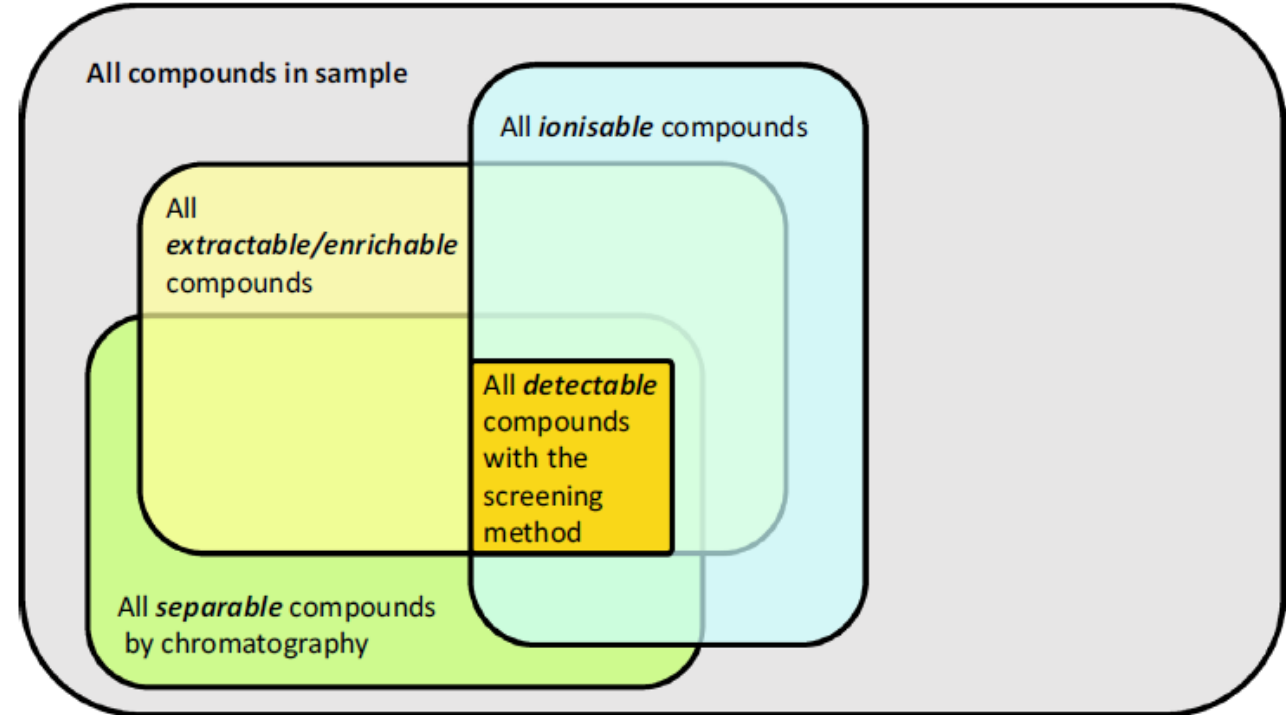 All compounds in sample
All ionisable compounds
All
extractable/enrichable
compounds
All detectable
compounds
with the
screening
method
All separable compounds
by chromatography